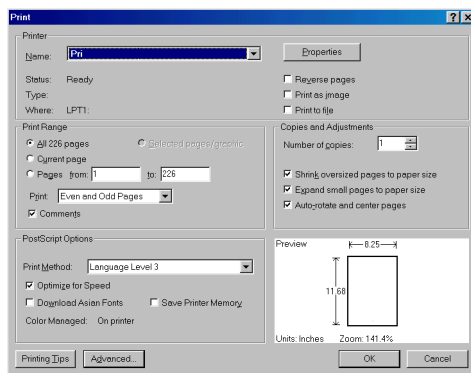 Print
Printer
Name: Pri
Properties
Status: Ready
Type:
Where: LPT1:
Reverse pages
Print as image
Print to file
Print Range
All 226 pages
Selected pages/graphic
Current page
Pages from: 1 to: 226
Print: Even and Odd Pages
Comments
Copies and Adjustments
Number of copies: 1
Shrink oversized pages to paper size
Expand small pages to paper size
Auto-rotate and center pages
PostScript Options
Print Method: Language Level 3
Optimize for Speed
Download Asian Fonts
Save Printer Memory
Color Managed: On printer
Preview
8.25
11.68
Units: Inches Zoom: 141.4%
Printing Tips
Advanced...
OK
Cancel